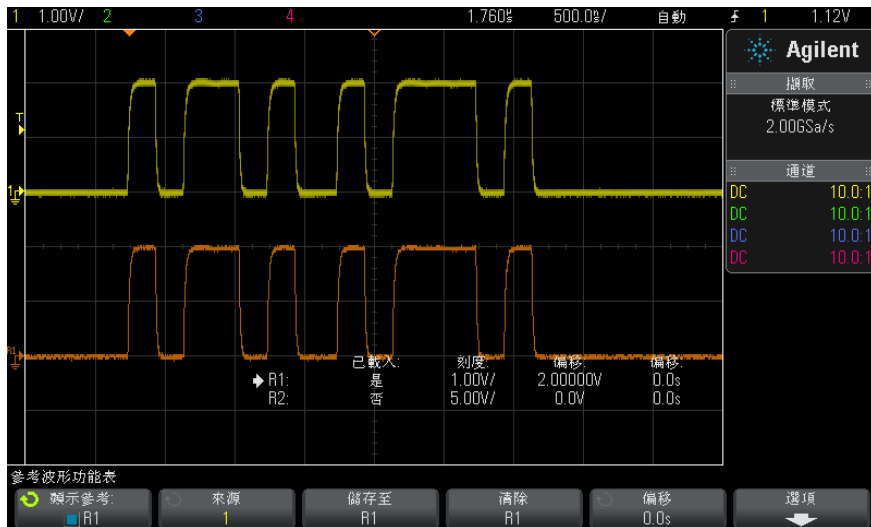 1 1.00V/ 2 3 4 1.760µs 500.0ns/ 自動 1 1.12V
Agilent
擷取
標準模式
2.00GSa/s
通道
DC 10.0:1
DC 10.0:1
DC 10.0:1
DC 10.0:1
T
1
R1
已載入: 刻度: 偏移: 偏移:
R1: 是 1.00V/ 2.00000V 0.0s
R2: 否 5.00V/ 0.0V 0.0s
參考波形功能表
顯示參考: 來源 儲存至 清除 偏移 選項
R1 1 R1 R1 0.0s